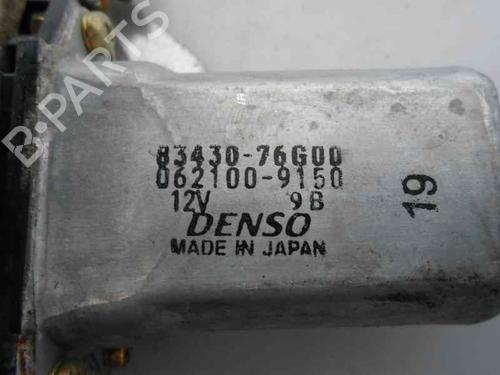 83430-76G00
062100-9150
12V 9B
DENSO
MADE IN JAPAN
19
B-PARTS